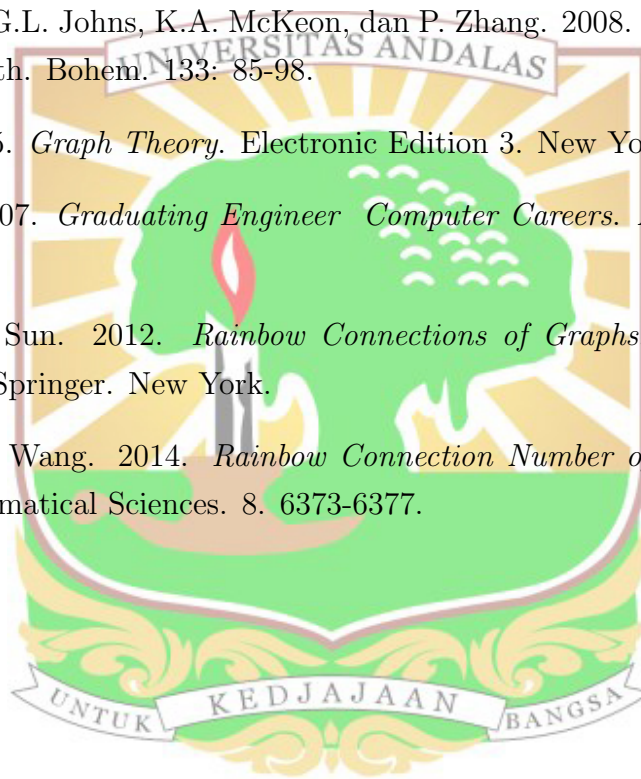 G.L. Johns, K.A. McKeon, dan P. Zhang. 2008.
UNIVERSITAS ANDALAS
th. Bohem. 133: 85-98.
5. Graph Theory. Electronic Edition 3. New Yo
07. Graduating Engineer Computer Careers.
Sun. 2012. Rainbow Connections of Graphs
Springer. New York.
Wang. 2014. Rainbow Connection Number o
matical Sciences. 8. 6373-6377.
UNTUK KEDJAJAAN BANGSA